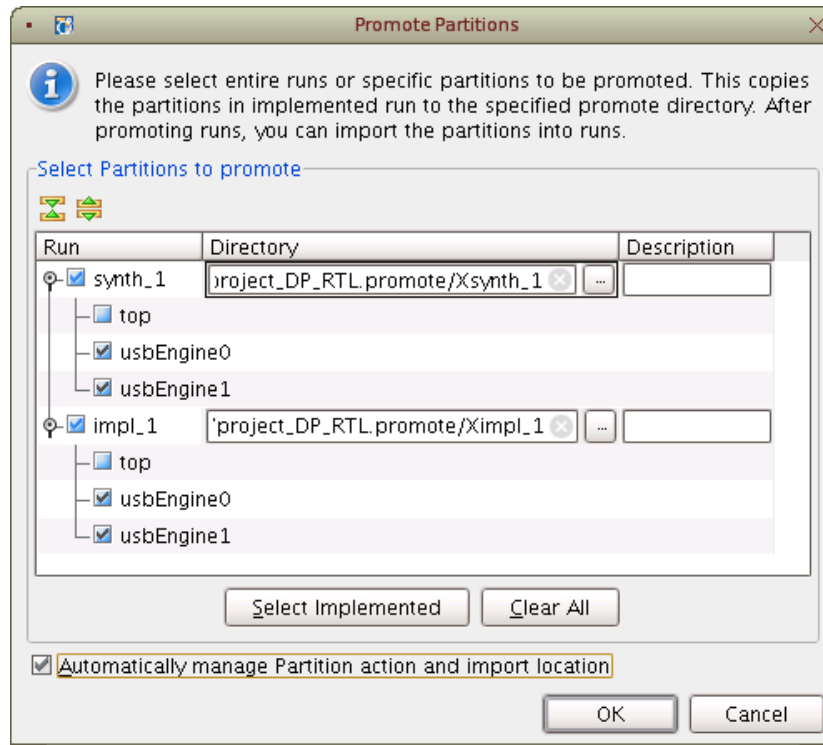 Promote Partitions
Please select entire runs or specific partitions to be promoted. This copies
the partitions in implemented run to the specified promote directory. After
promoting runs, you can import the partitions into runs.
Select Partitions to promote
Run Directory Description
synth_1 project_DP_RTL.promote/Xsynth_1 ...
top
usbEngine0
usbEngine1
impl_1 'project_DP_RTL.promote/Ximpl_1 ...
top
usbEngine0
usbEngine1
Select Implemented Clear All
Automatically manage Partition action and import location
OK Cancel